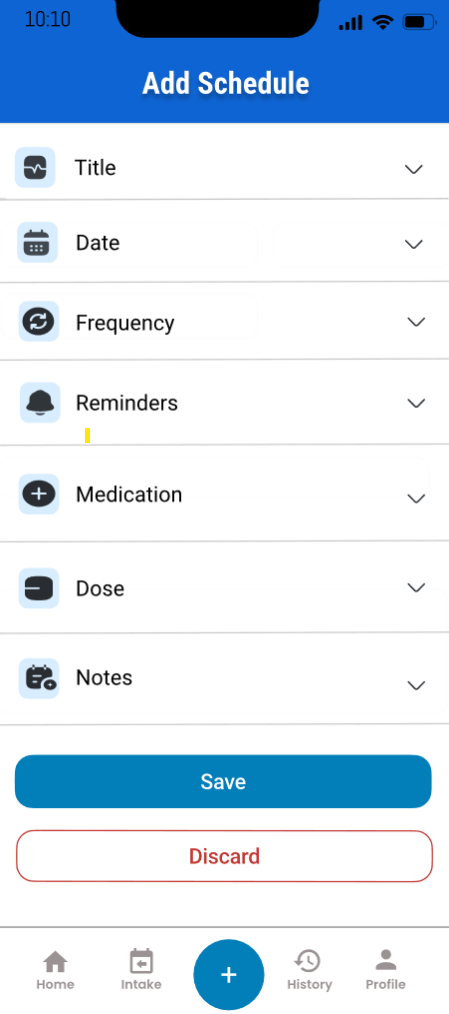 10:10
Add Schedule
Title
Date
Frequency
Reminders
Medication
Dose
Notes
Save
Discard
Home Intake + History Profile